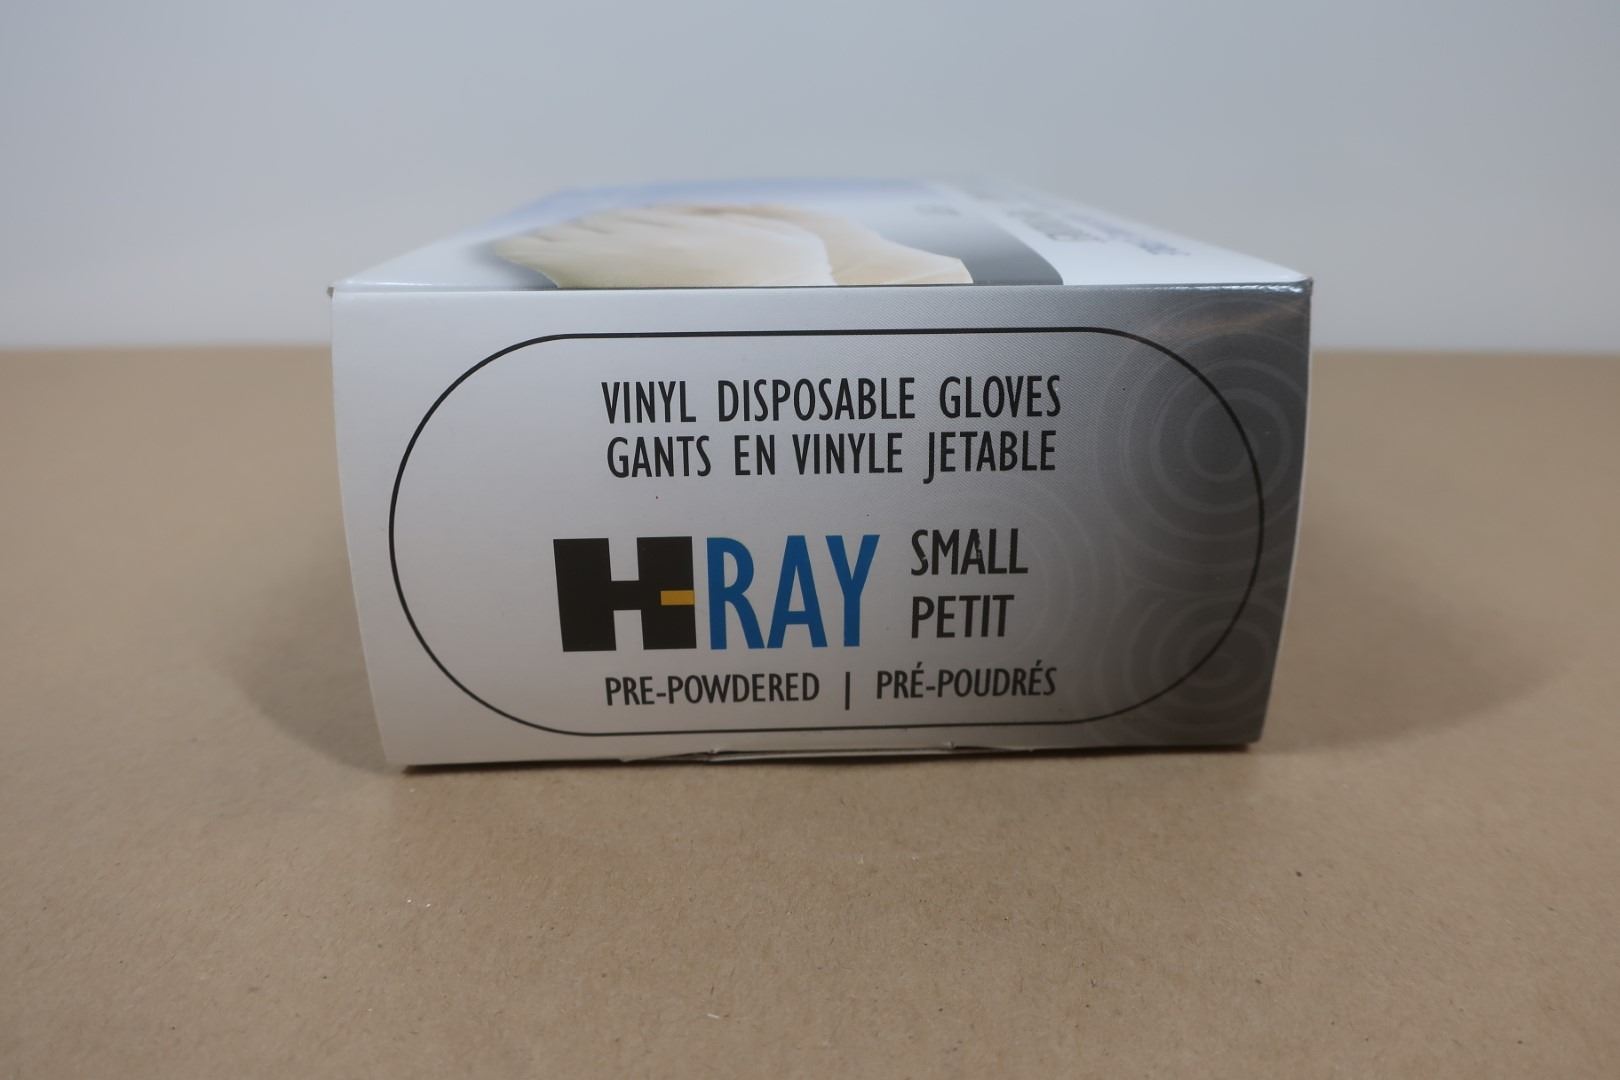 VINYL DISPOSABLE GLOVES
GANTS EN VINYLE JETABLE
H-RAY
SMALL
PETIT
PRE-POWDERED | PRÉ-POUDRÉS